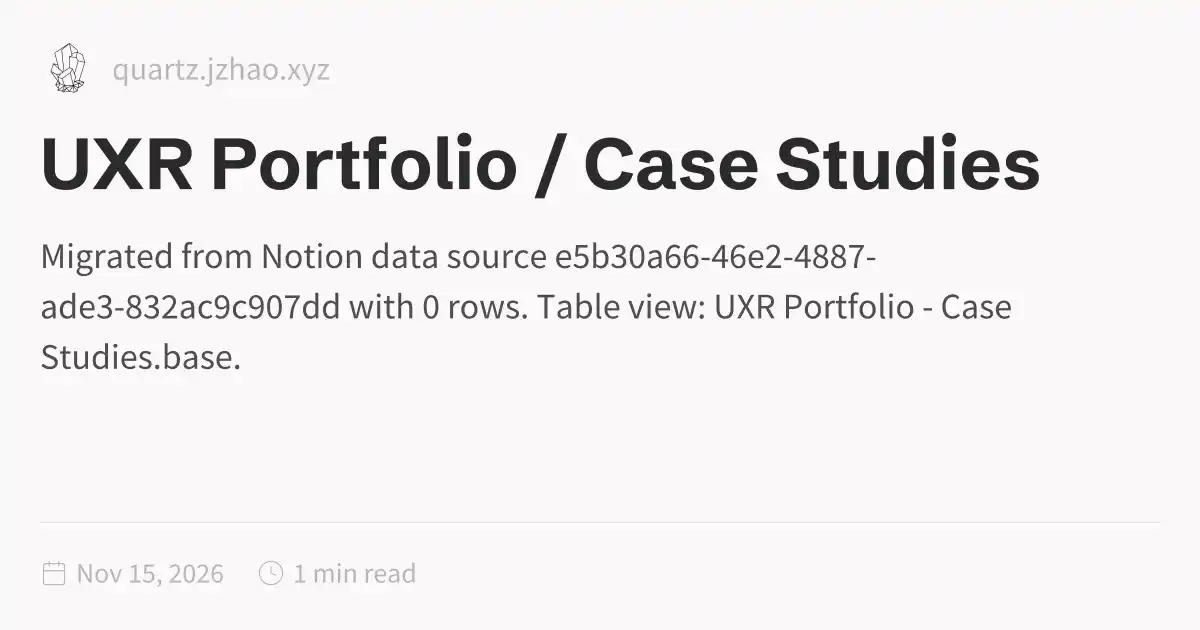 quartz.jzhao.xyz
UXR Portfolio / Case Studies
Migrated from Notion data source e5b30a66-46e2-4887-
ade3-832ac9c907dd with 0 rows. Table view: UXR Portfolio - Case
Studies.base.
Nov 15, 2026 1 min read